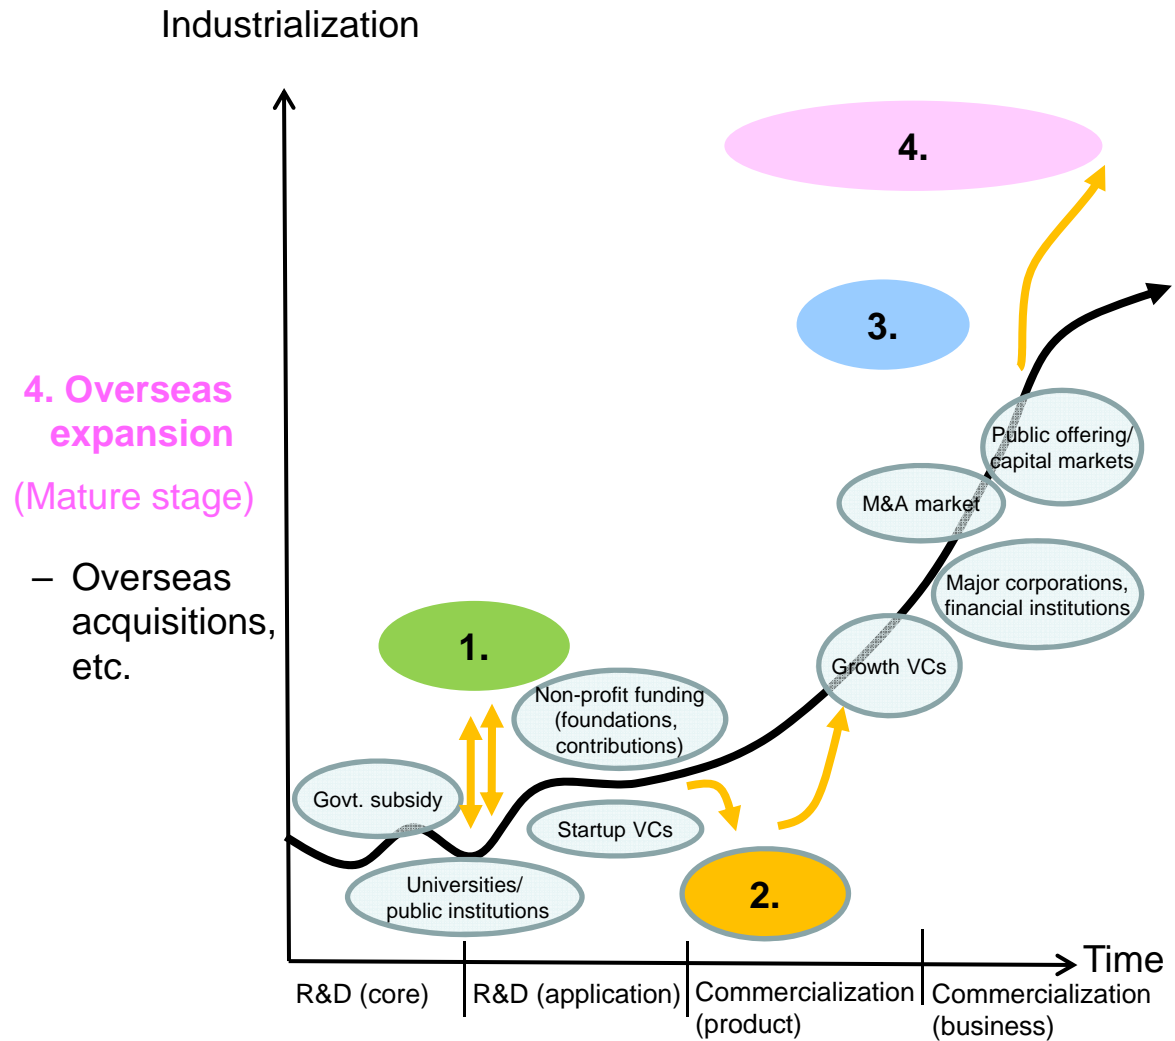 Industrialization
4.
3.
4. Overseas
expansion
(Mature stage)
– Overseas
acquisitions,
etc.
Public offering/
capital markets
M&A market
Major corporations,
financial institutions
1.
Growth VCs
Non-profit funding
(foundations,
contributions)
Govt. subsidy
Startup VCs
Universities/
public institutions
2.
Time
R&D (core)
R&D (application)
Commercialization
(product)
Commercialization
(business)